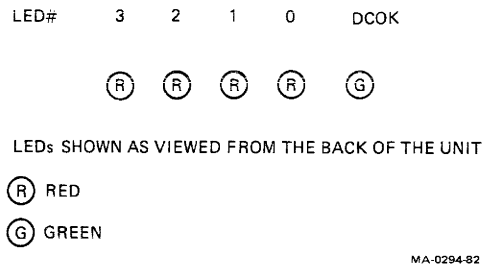 LED# 3 2 1 0 DCOK
R R R R G
LEDs SHOWN AS VIEWED FROM THE BACK OF THE UNIT
R RED
G GREEN
MA-0294-82